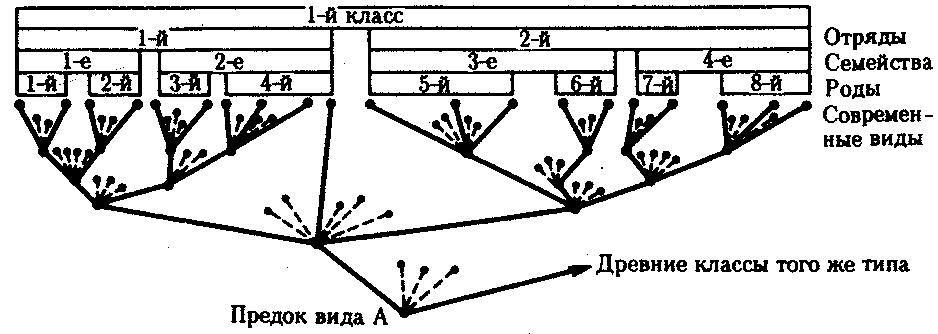 1-й класс
1-й 2-й Отряды
1-е 2-е 3-е 4-е Семейства
1-й 2-й 3-й 4-й 5-й 6-й 7-й 8-й Роды
Современ-
ные виды
Древние классы того же типа
Предок вида А